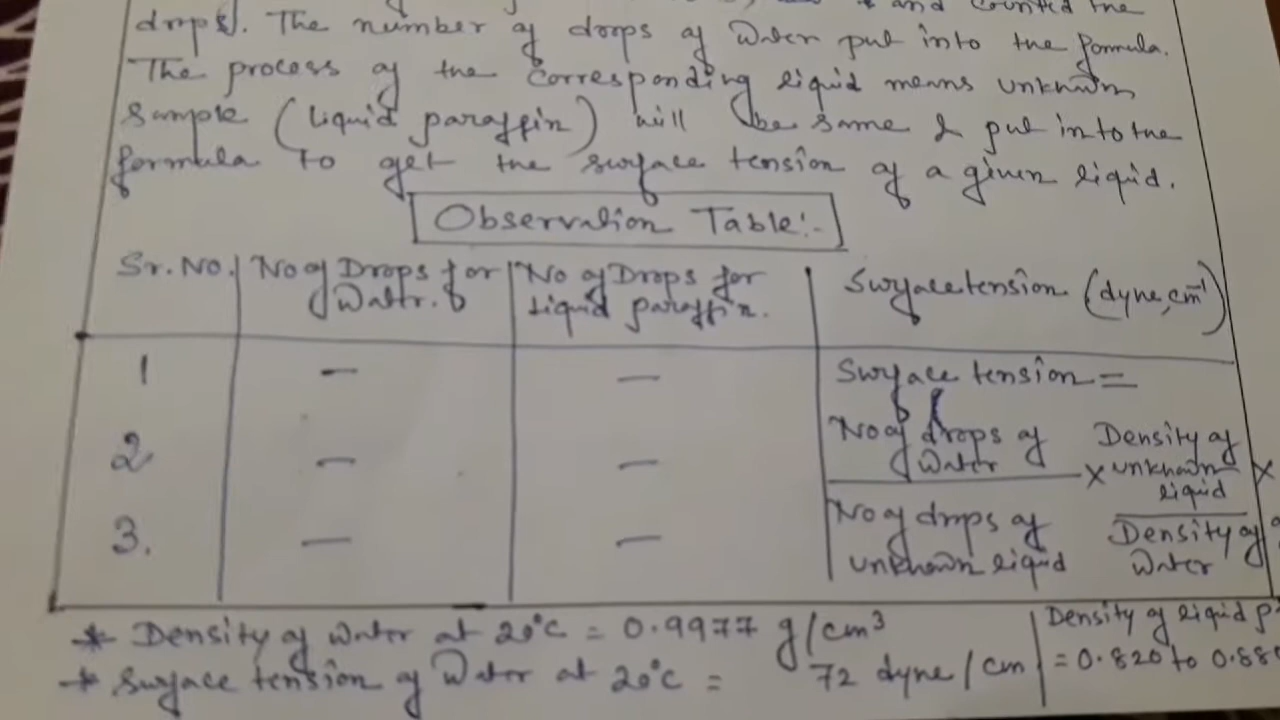 drops). The number of drops of Water put into the formula.
The process of the corresponding liquid means unknown
Sample (liquid paraffin) will be same & put into the
formula to get the surface tension of a given liquid.
Observation Table:-
Sr. No. No of Drops for Water. No of Drops for Liquid paraffin. Surface tension (dyne, cm⁻¹)
1 — — Surface tension =
No of drops of Water × Density of unknown liquid ×
2 — —
No of drops of unknown liquid Density of Water
3. — —
* Density of Water at 20°C = 0.9977 g/cm³
Density of liquid
* Surface tension of Water at 20°C = 72 dyne/cm
= 0.820 to 0.880